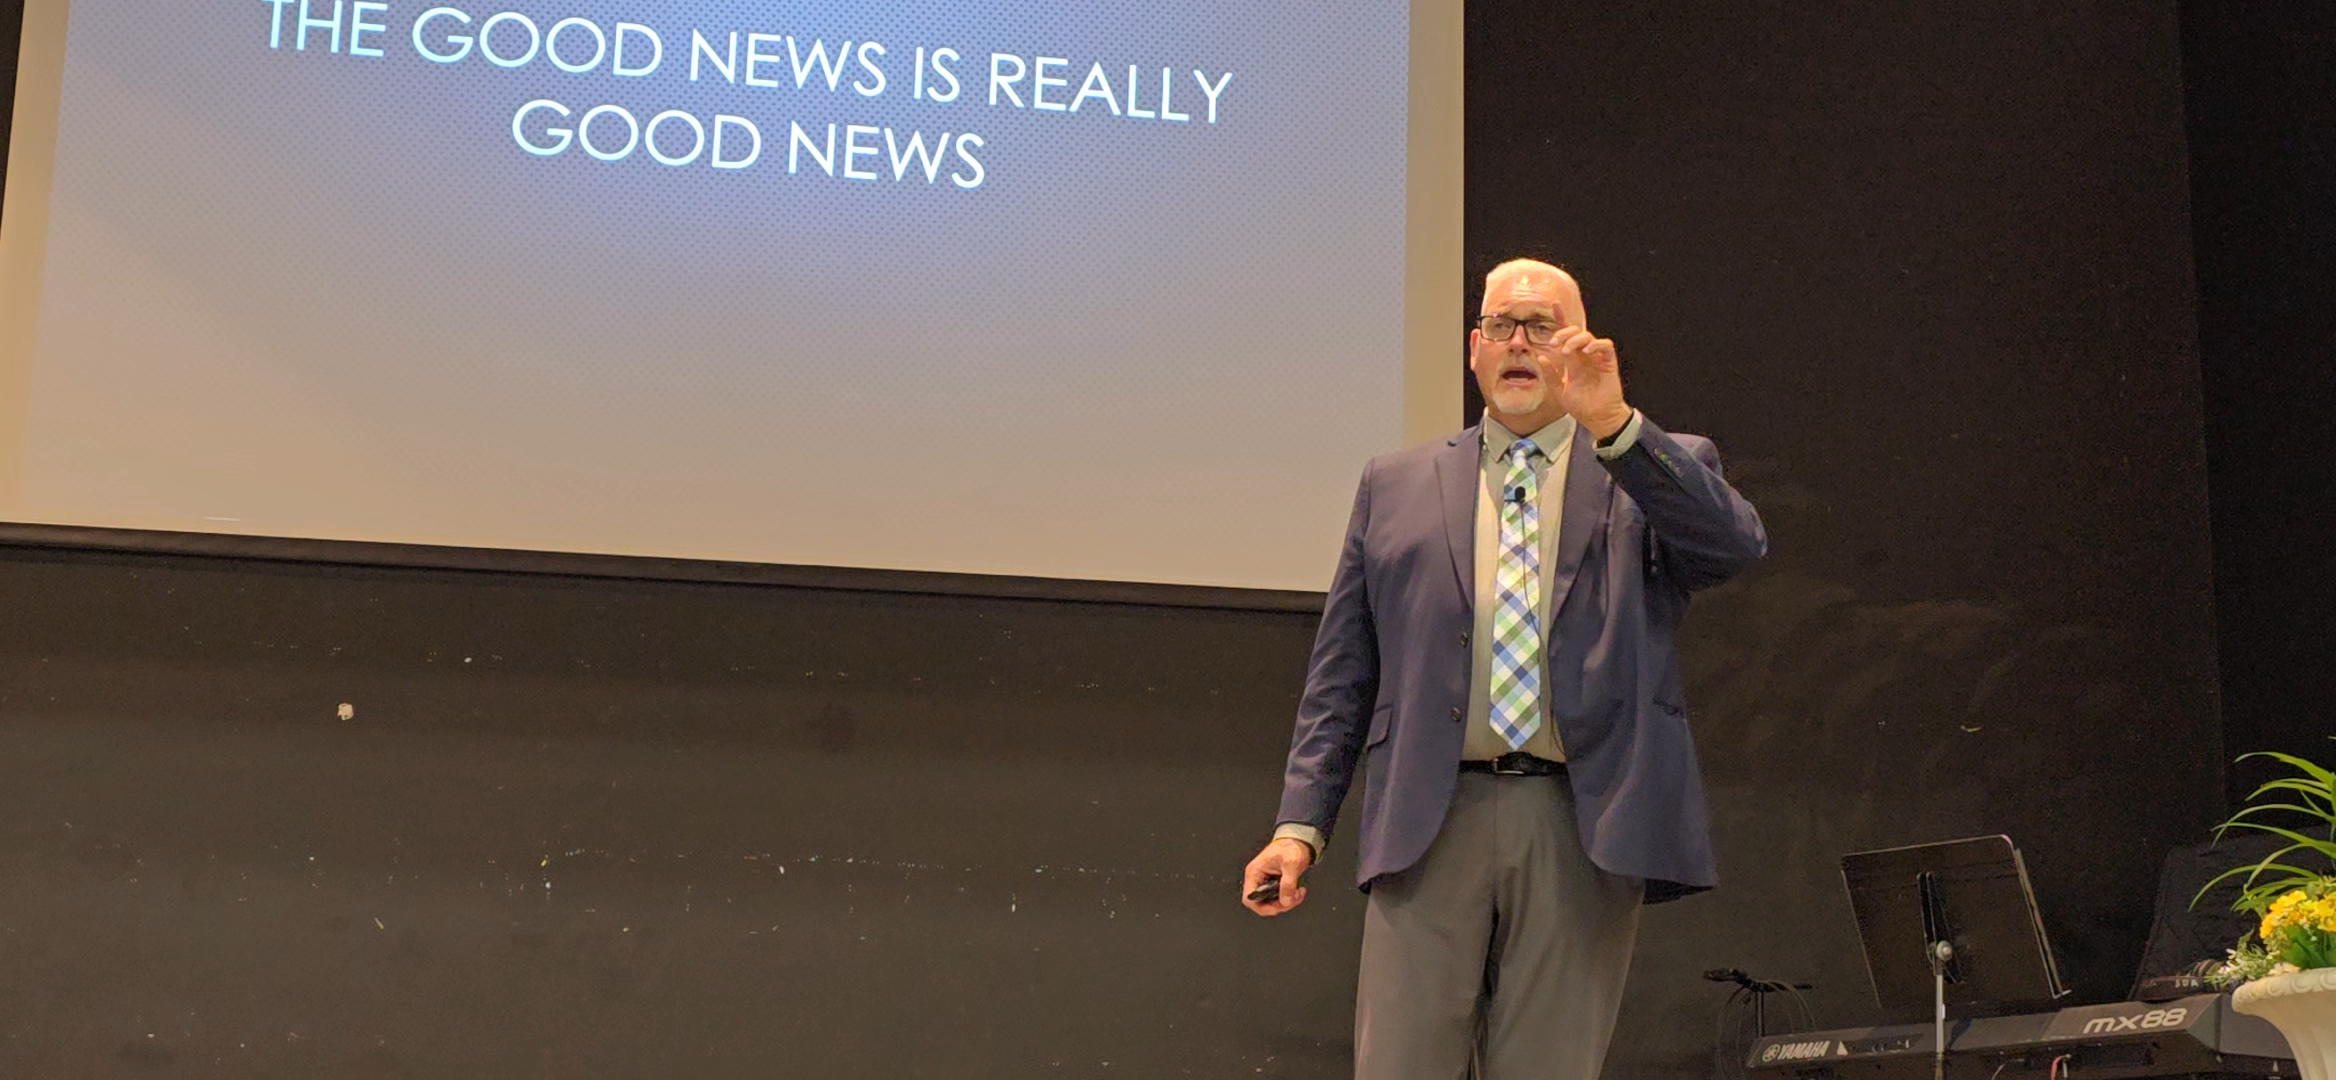 THE GOOD NEWS IS REALLY
GOOD NEWS
YAMAHA
MX88